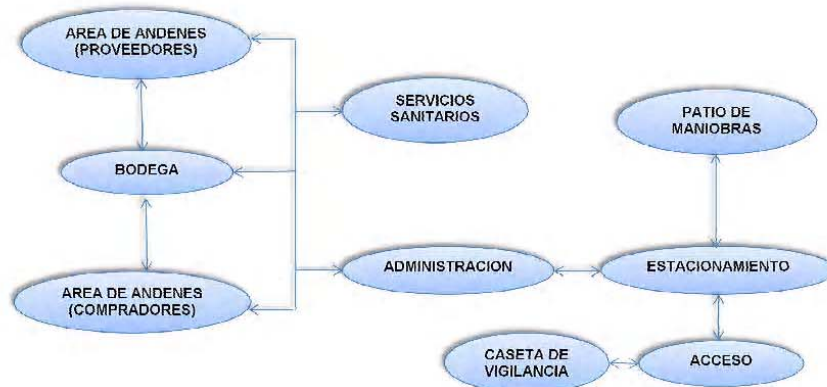 AREA DE ANDENES
(PROVEEDORES)
SERVICIOS
SANITARIOS
PATIO DE
MANIOBRAS
BODEGA
ADMINISTRACION
ESTACIONAMIENTO
AREA DE ANDENES
(COMPRADORES)
CASETA DE
VIGILANCIA
ACCESO